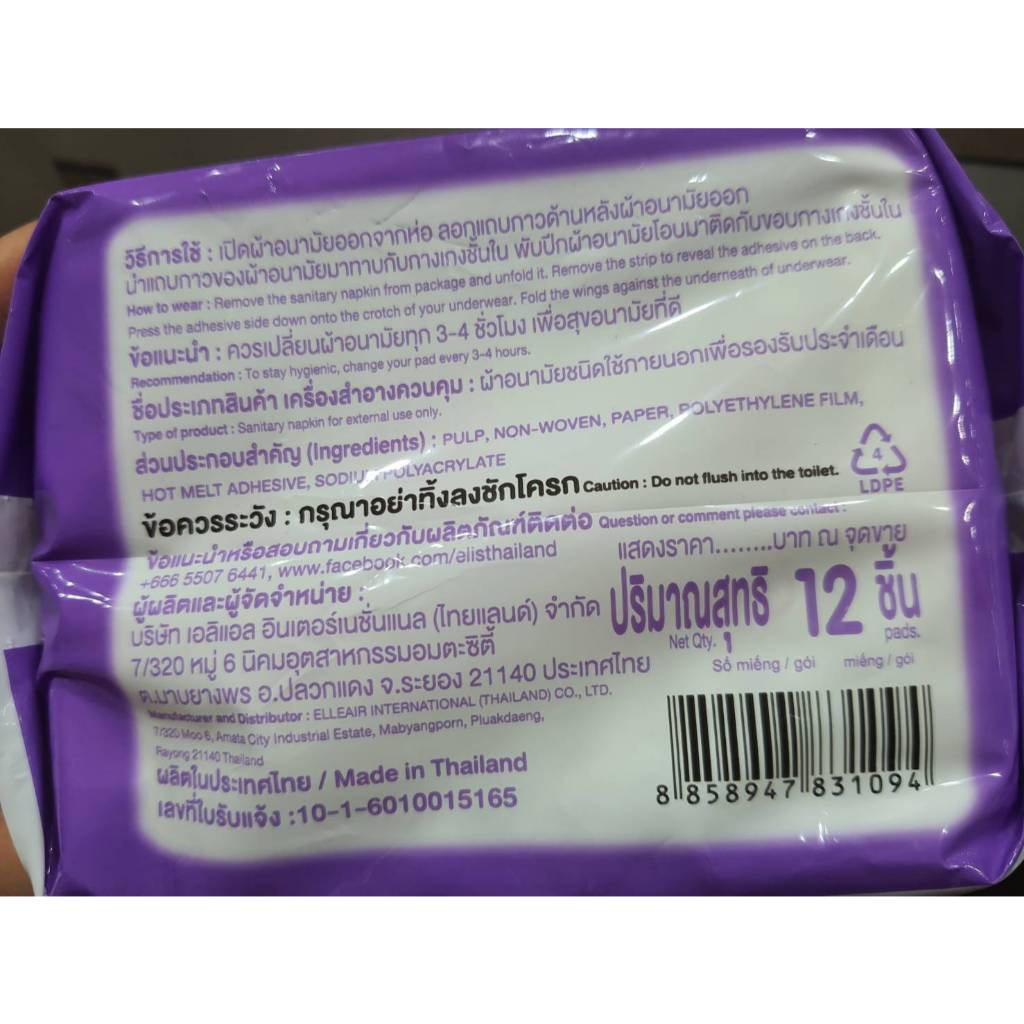 วิธีการใช้ : เปิดผ้าอนามัยออกจากห่อ ลอกแถบกาวด้านหลังผ้าอนามัยออก
นำแถบกาวของผ้าอนามัยมาทาบกับกางเกงชั้นใน พับปีกผ้าอนามัยโอบมาติดกับขอบกางเกงชั้นใน
How to wear : Remove the sanitary napkin from package and unfold it. Remove the strip to reveal the adhesive on the back.
Press the adhesive side down onto the crotch of your underwear. Fold the wings against the underneath of underwear.
ข้อแนะนำ : ควรเปลี่ยนผ้าอนามัยทุก 3-4 ชั่วโมง เพื่อสุขอนามัยที่ดี
Recommendation : To stay hygienic, change your pad every 3-4 hours.
ชื่อประเภทสินค้า เครื่องสำอางควบคุม : ผ้าอนามัยชนิดใช้ภายนอกเพื่อรองรับประจำเดือน
Type of product : Sanitary napkin for external use only.
ส่วนประกอบสำคัญ (Ingredients) : PULP, NON-WOVEN, PAPER, POLYETHYLENE FILM,
HOT MELT ADHESIVE, SODIUM POLYACRYLATE
4
LDPE
ข้อควรระวัง : กรุณาอย่าทิ้งลงชักโครก Caution : Do not flush into the toilet.
ข้อแนะนำหรือสอบถามเกี่ยวกับผลิตภัณฑ์ติดต่อ Question or comment please contact :
+666 5507 6441, www.facebook.com/elisthailand
แสดงราคา........บาท ณ จุดขาย
ผู้ผลิตและผู้จัดจำหน่าย :
บริษัท เอลิแอล อินเตอร์เนชั่นแนล (ไทยแลนด์) จำกัด
7/320 หมู่ 6 นิคมอุตสาหกรรมอมตะซิตี้
ต.มาบยางพร อ.ปลวกแดง จ.ระยอง 21140 ประเทศไทย
ปริมาณสุทธิ 12 ชิ้น
Net Qty. pads.
Số miếng / gói miếng / gói
Manufacturer and Distributor : ELLEAIR INTERNATIONAL (THAILAND) CO., LTD.
7/320 Moo 6, Amata City Industrial Estate, Mabyangporn, Pluakdaeng,
Rayong 21140 Thailand
ผลิตในประเทศไทย / Made in Thailand
เลขที่ใบรับแจ้ง :10-1-6010015165
8 858947 831094